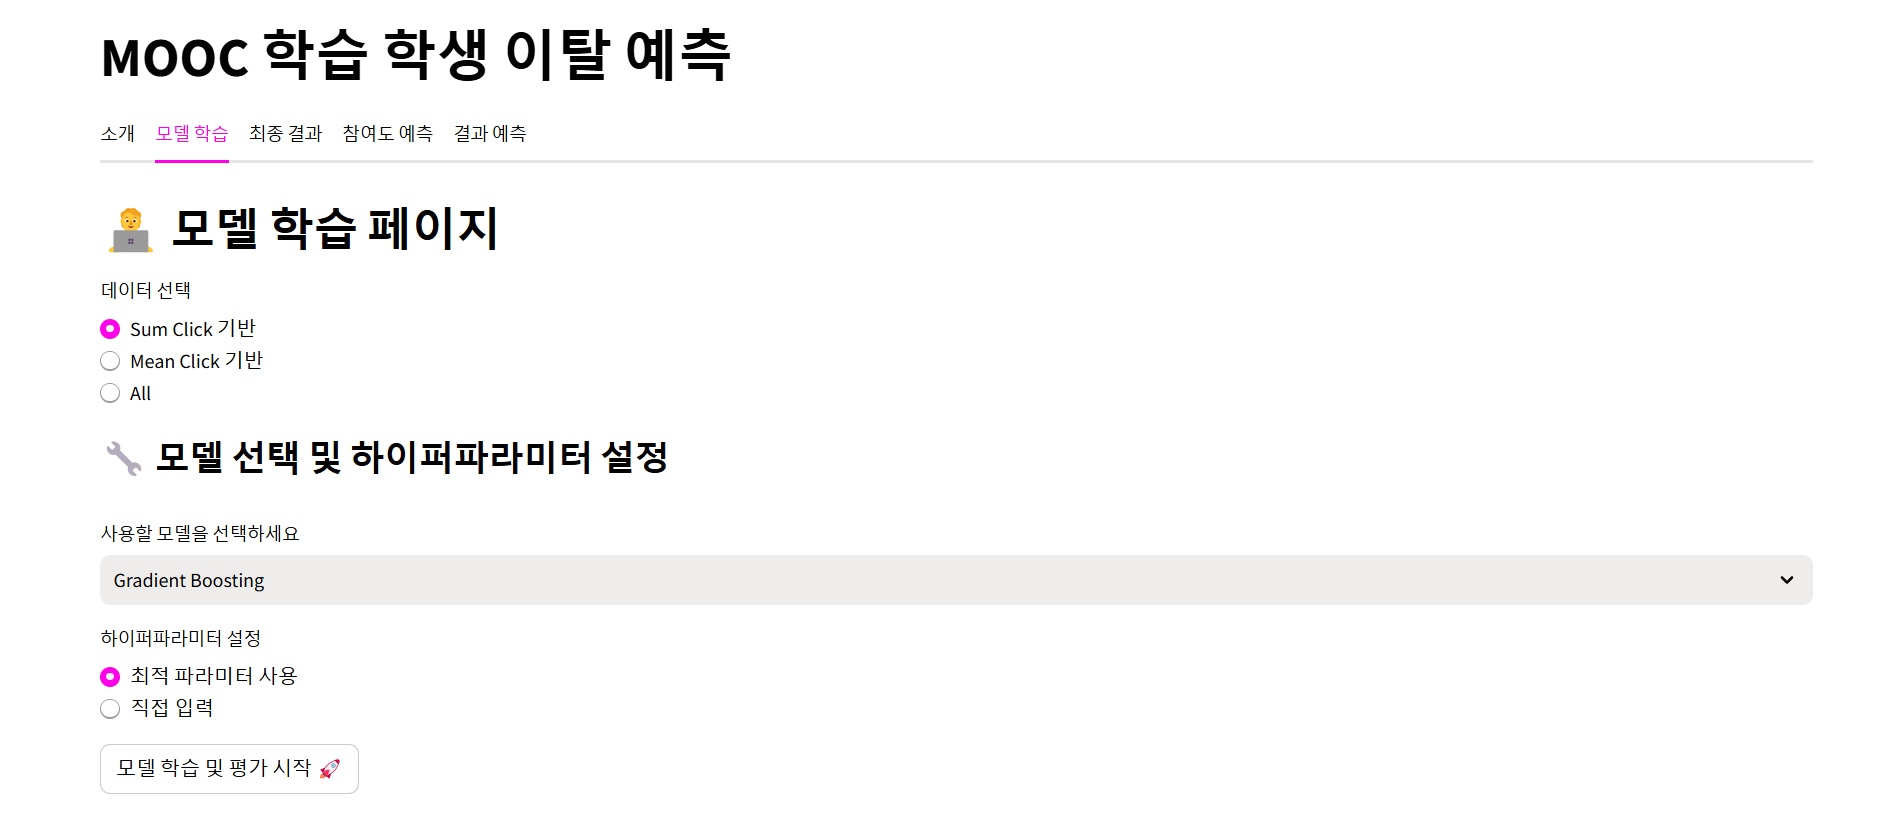 MOOC 학습 학생 이탈 예측
소개 모델 학습 최종 결과 참여도 예측 결과 예측
모델 학습 페이지
데이터 선택
Sum Click 기반
Mean Click 기반
All
모델 선택 및 하이퍼파라미터 설정
사용할 모델을 선택하세요
Gradient Boosting
하이퍼파라미터 설정
최적 파라미터 사용
직접 입력
모델 학습 및 평가 시작 🚀